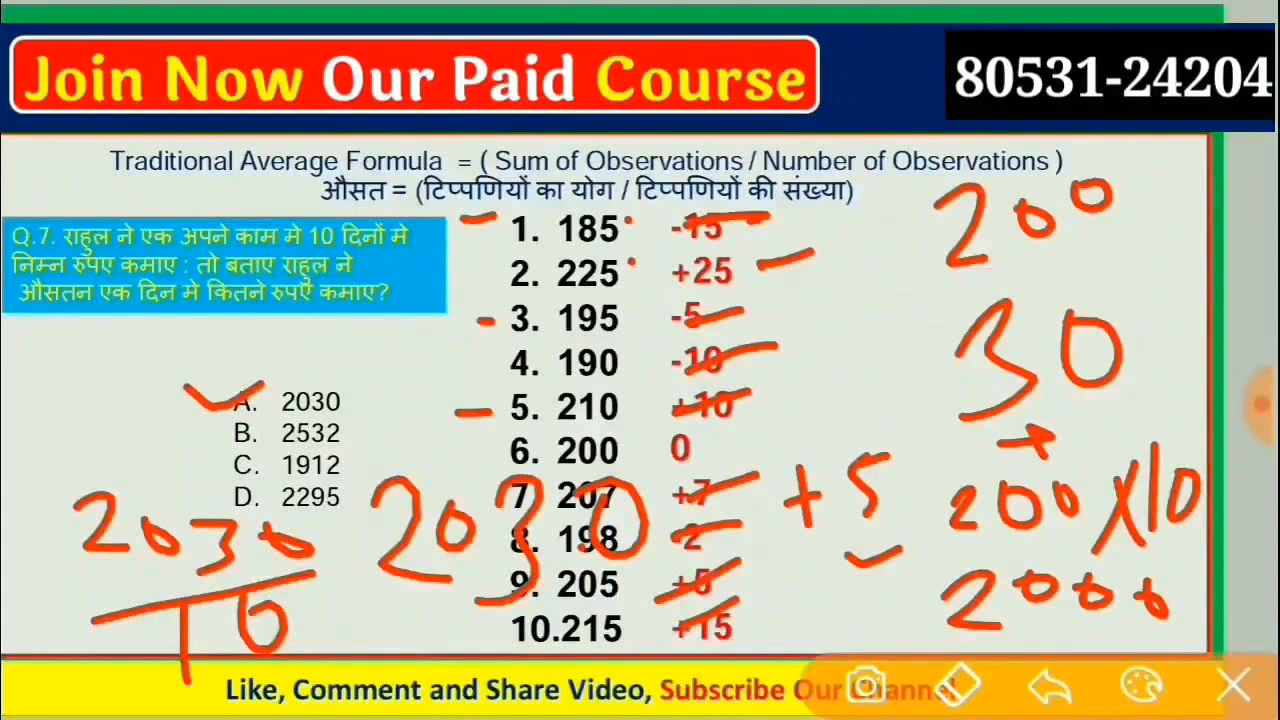 Join Now Our Paid Course
80531-24204
Traditional Average Formula = ( Sum of Observations / Number of Observations )
औसत = (टिप्पणियों का योग / टिप्पणियों की संख्या)
Q.7. राहुल ने एक अपने काम मे 10 दिनों मे
निम्न रुपए कमाए : तो बताए राहुल ने
औसतन एक दिन मे कितने रुपए कमाए?
A. 2030
B. 2532
C. 1912
D. 2295
1. 185 -15
2. 225 +25
3. 195 -5
4. 190 -10
5. 210 +10
6. 200 0
7. 207 +7
8. 198 -2
9. 205 +5
10.215 +15
200
30
+
200 X10
2000
+5
2030
2030
10
Like, Comment and Share Video, Subscribe Our Channel